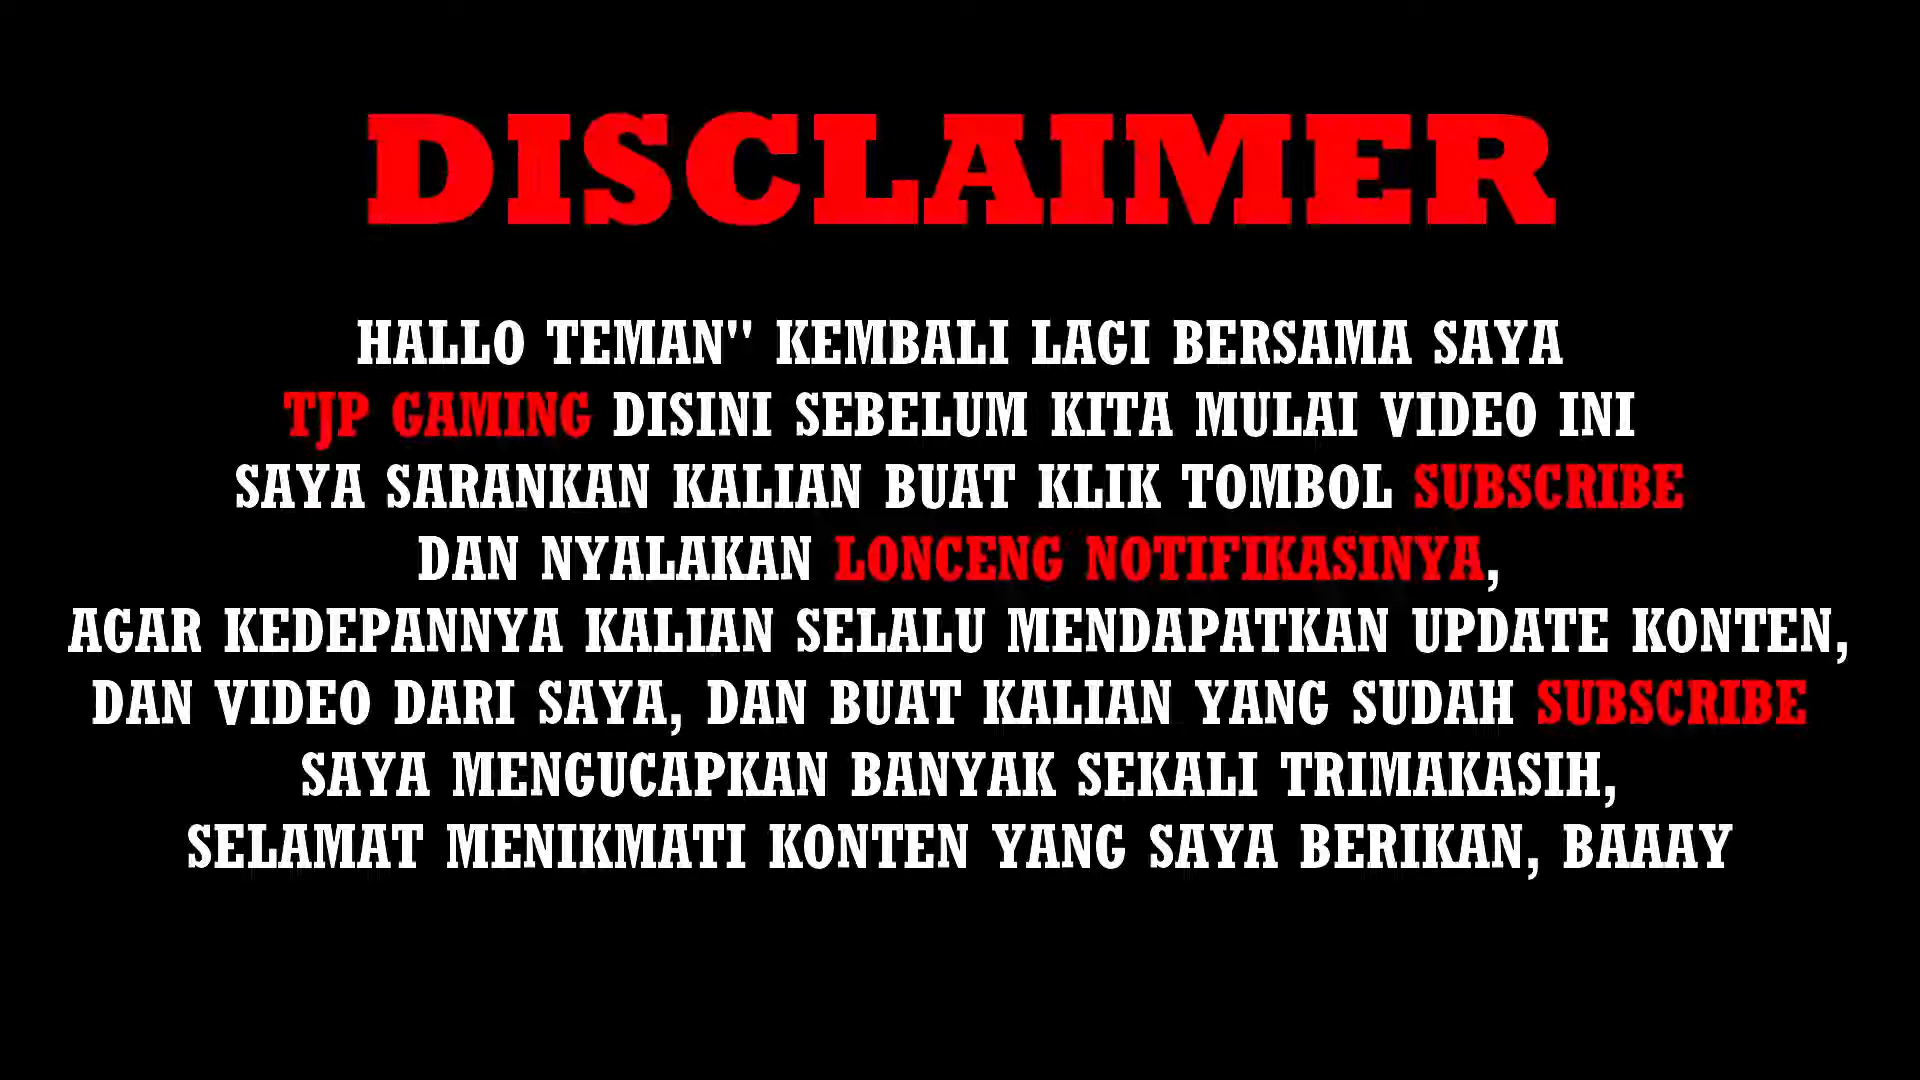 DISCLAIMER
HALLO TEMAN" KEMBALI LAGI BERSAMA SAYA
TJP GAMING DISINI SEBELUM KITA MULAI VIDEO INI
SAYA SARANKAN KALIAN BUAT KLIK TOMBOL SUBSCRIBE
DAN NYALAKAN LONCENG NOTIFIKASINYA,
AGAR KEDEPANNYA KALIAN SELALU MENDAPATKAN UPDATE KONTEN,
DAN VIDEO DARI SAYA, DAN BUAT KALIAN YANG SUDAH SUBSCRIBE
SAYA MENGUCAPKAN BANYAK SEKALI TRIMAKASIH,
SELAMAT MENIKMATI KONTEN YANG SAYA BERIKAN, BAAAY